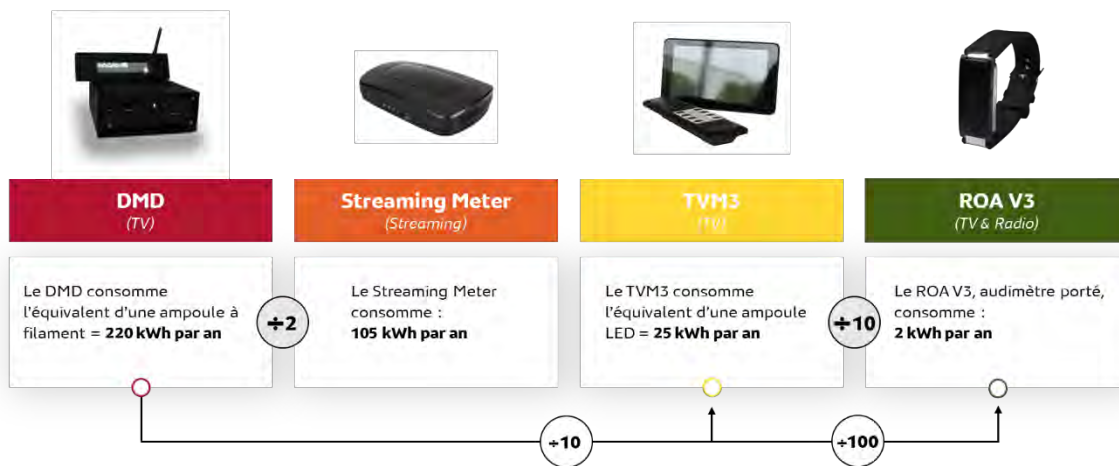 DMD
(TV)
Streaming Meter
(Streaming)
TVM3
(TV)
ROA V3
(TV & Radio)
Le DMD consomme
l'équivalent d'une ampoule à
filament = 220 kWh par an
÷2
Le Streaming Meter
consomme :
105 kWh par an
Le TVM3 consomme
l'équivalent d'une ampoule
LED = 25 kWh par an
÷10
Le ROA V3, audimètre porté,
consomme :
2 kWh par an
÷10
÷100